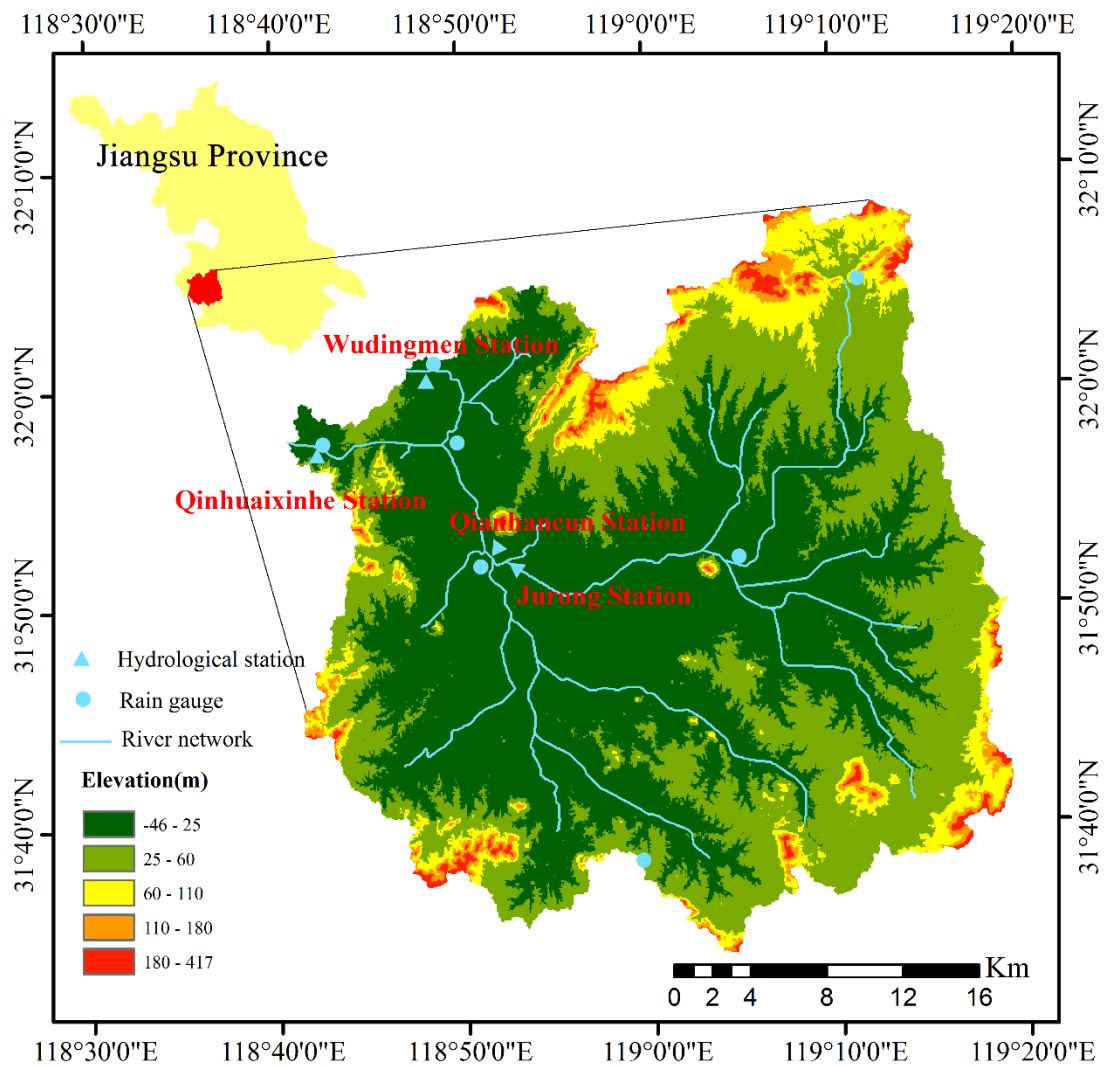 118°30'0"E 118°40'0"E 118°50'0"E 119°0'0"E 119°10'0"E 119°20'0"E
32°10'0"N
32°10'0"N
Jiangsu Province
Wudingmen Station
32°0'0"N
32°0'0"N
Qinhuaixinhe Station
Qianhancun Station
Jurong Station
31°50'0"N
31°50'0"N
Hydrological station
Rain gauge
River network
Elevation(m)
-46 - 25
25 - 60
60 - 110
110 - 180
180 - 417
31°40'0"N
31°40'0"N
Km
0 2 4 8 12 16
118°30'0"E 118°40'0"E 118°50'0"E 119°0'0"E 119°10'0"E 119°20'0"E